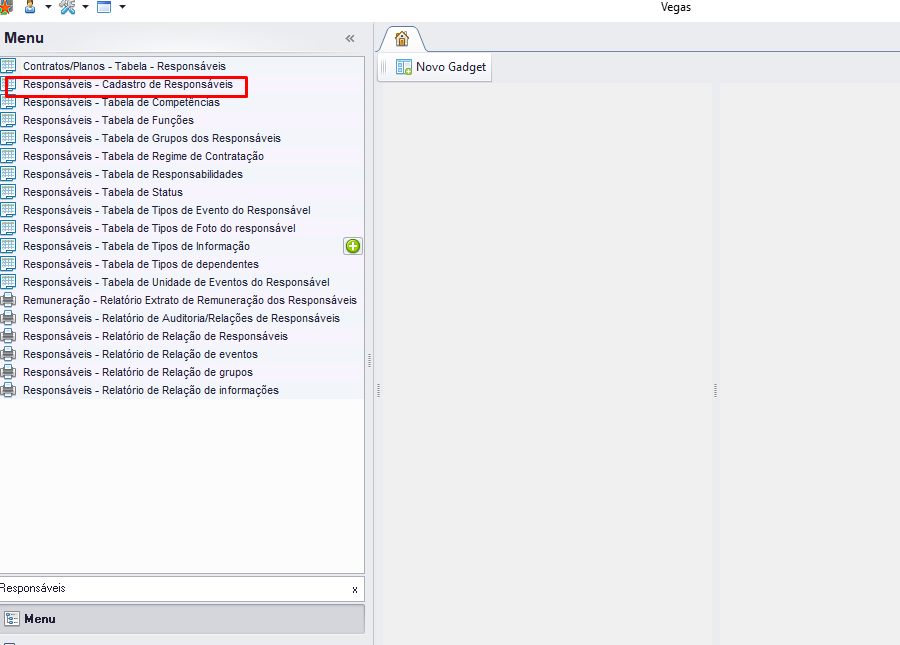 Vegas
Menu
«
Novo Gadget
Contratos/Planos - Tabela - Responsáveis
Responsáveis - Cadastro de Responsáveis
Responsáveis - Tabela de Competências
Responsáveis - Tabela de Funções
Responsáveis - Tabela de Grupos dos Responsáveis
Responsáveis - Tabela de Regime de Contratação
Responsáveis - Tabela de Responsabilidades
Responsáveis - Tabela de Status
Responsáveis - Tabela de Tipos de Evento do Responsável
Responsáveis - Tabela de Tipos de Foto do responsável
Responsáveis - Tabela de Tipos de Informação
Responsáveis - Tabela de Tipos de dependentes
Responsáveis - Tabela de Unidade de Eventos do Responsável
Remuneração - Relatório Extrato de Remuneração dos Responsáveis
Responsáveis - Relatório de Auditoria/Relações de Responsáveis
Responsáveis - Relatório de Relação de Responsáveis
Responsáveis - Relatório de Relação de eventos
Responsáveis - Relatório de Relação de grupos
Responsáveis - Relatório de Relação de informações
Responsáveis x
Menu